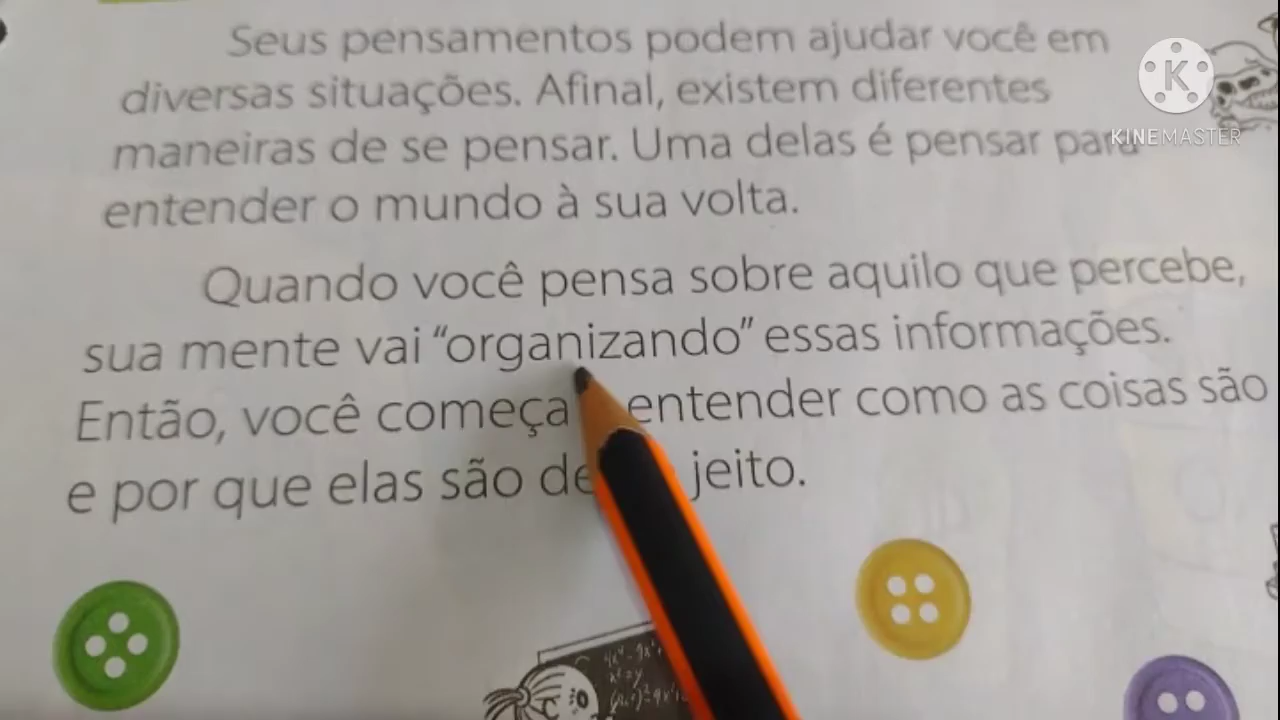 Seus pensamentos podem ajudar você em
diversas situações. Afinal, existem diferentes
maneiras de se pensar. Uma delas é pensar para
entender o mundo à sua volta.
Quando você pensa sobre aquilo que percebe,
sua mente vai “organizando” essas informações.
Então, você começa entender como as coisas são
e por que elas são jeito.
KINEMASTER
K